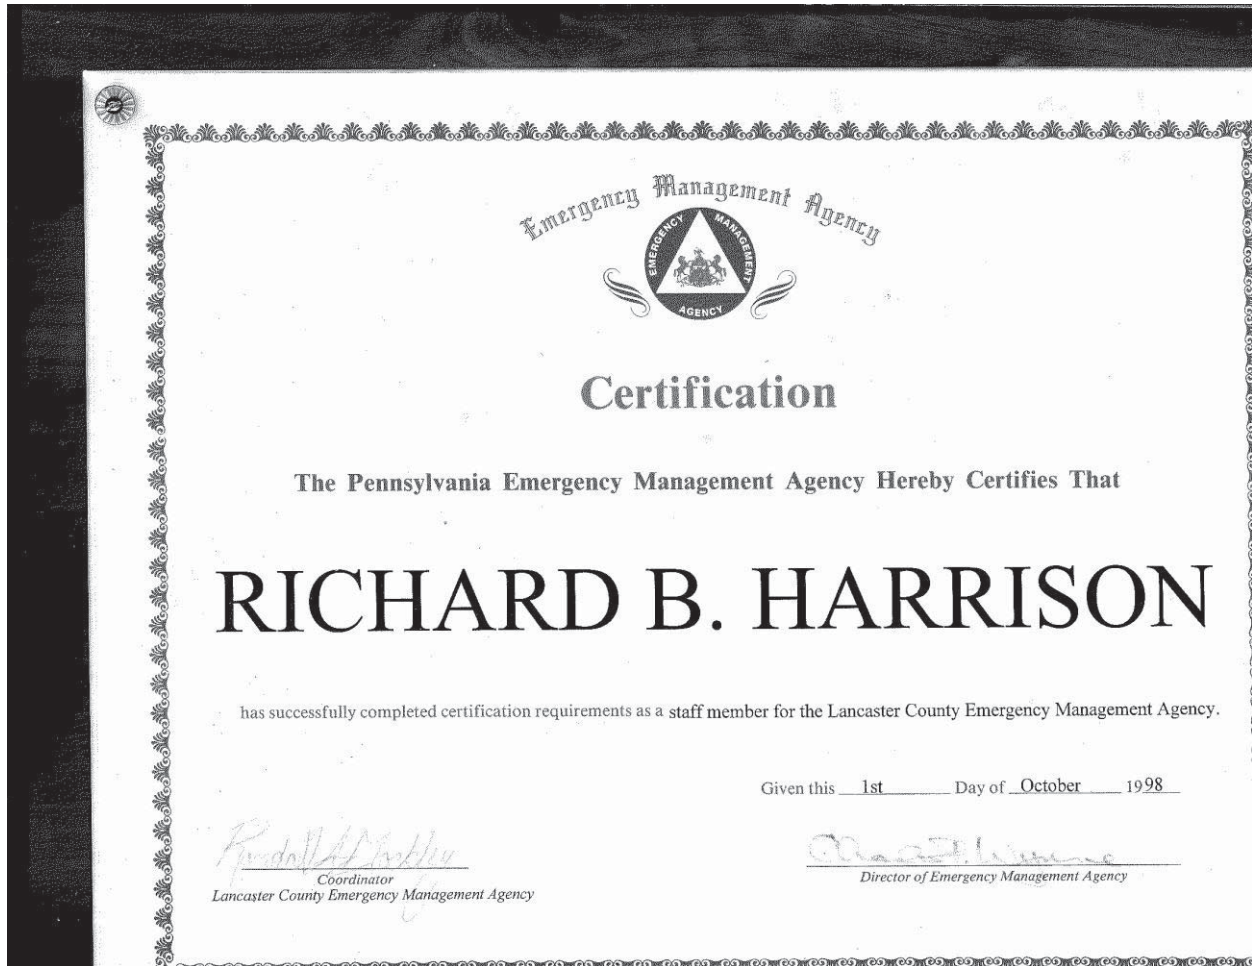 Emergency Management Agency
EMERGENCY MANAGEMENT AGENCY
Certification
The Pennsylvania Emergency Management Agency Hereby Certifies That
RICHARD B. HARRISON
has successfully completed certification requirements as a staff member for the Lancaster County Emergency Management Agency.
Given this 1st Day of October 1998
Coordinator
Lancaster County Emergency Management Agency
Director of Emergency Management Agency